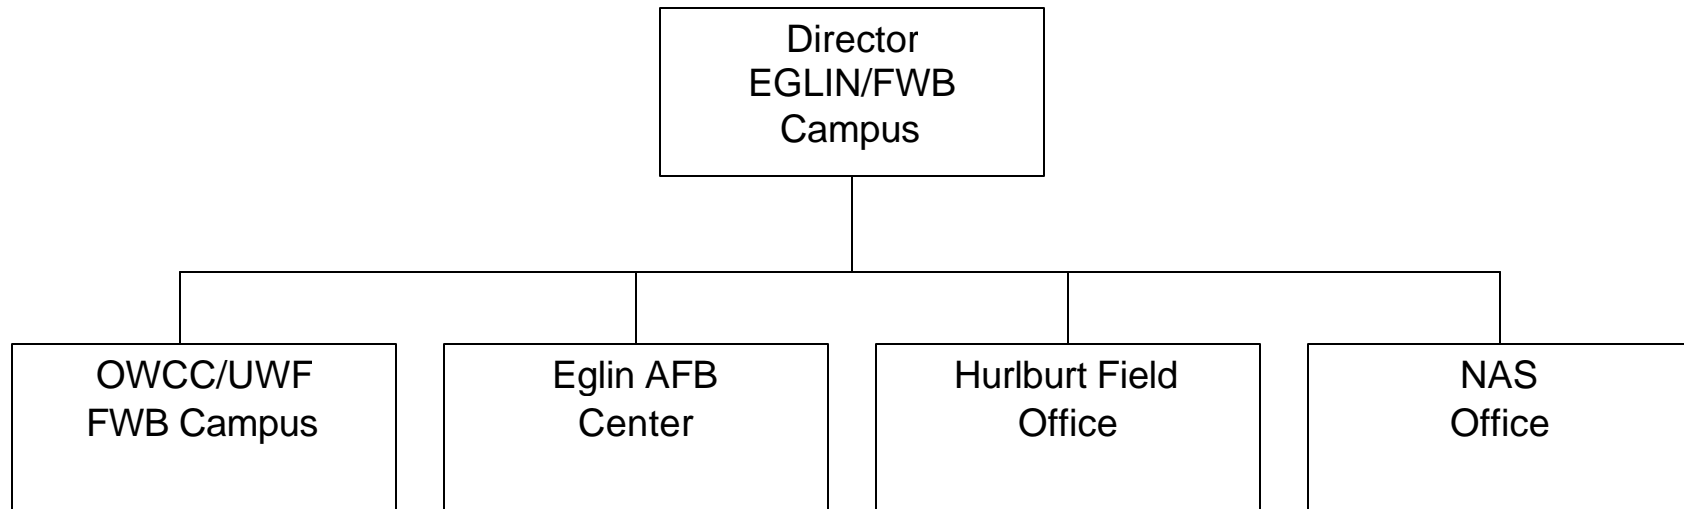 Director
EGLIN/FWB
Campus
OWCC/UWF
FWB Campus
Eglin AFB
Center
Hurlburt Field
Office
NAS
Office